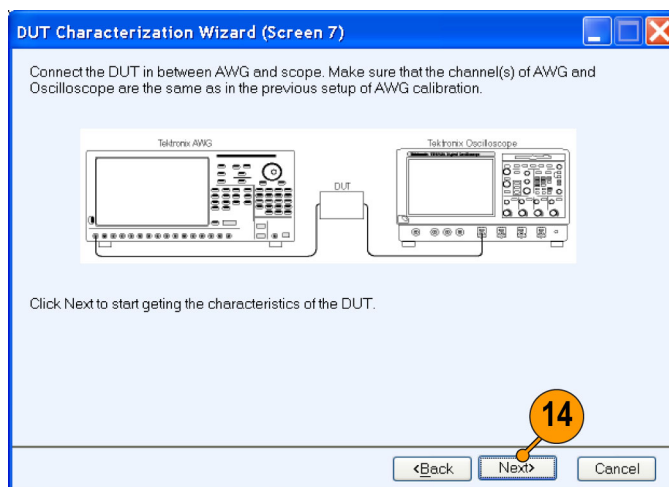 DUT Characterization Wizard (Screen 7)
Connect the DUT in between AWG and scope. Make sure that the channel(s) of AWG and
Oscilloscope are the same as in the previous setup of AWG calibration.
Tektronix AWG
Tektronix Oscilloscope
DUT
Click Next to start geting the characteristics of the DUT.
14
<Back
Next>
Cancel